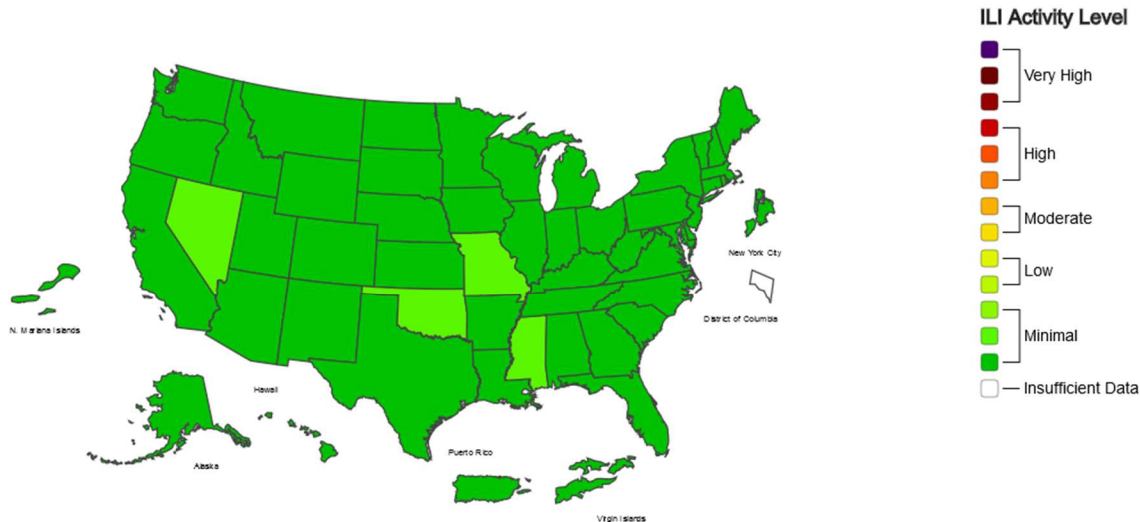 ILI Activity Level
Very High
High
Moderate
Low
Minimal
Insufficient Data
New York City
District of Columbia
N. Mariana Islands
Hawaii
Alaska
Puerto Rico
Virgin Islands